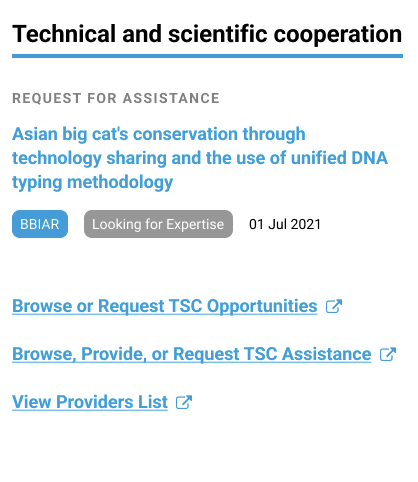 Technical and scientific cooperation
REQUEST FOR ASSISTANCE
Asian big cat's conservation through
technology sharing and the use of unified DNA
typing methodology
BBIAR Looking for Expertise 01 Jul 2021
Browse or Request TSC Opportunities
Browse, Provide, or Request TSC Assistance
View Providers List